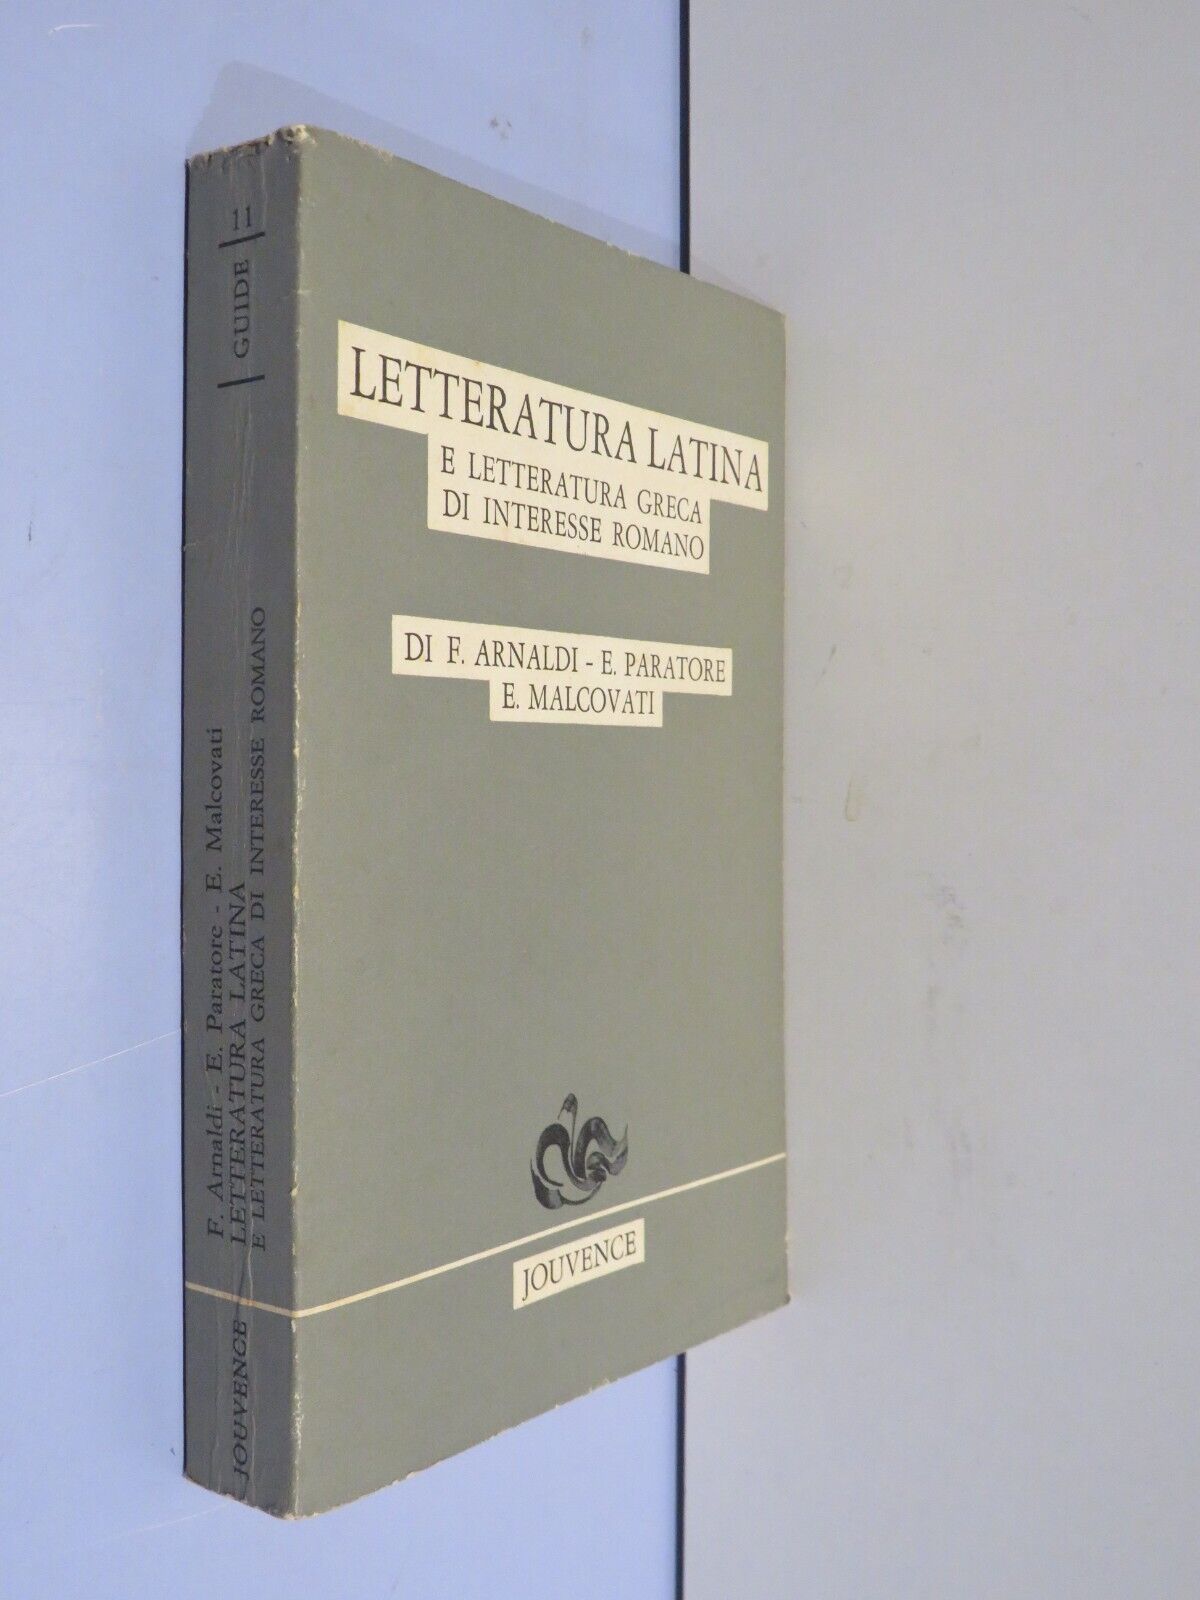 LETTERATURA LATINA
E LETTERATURA GRECA
DI INTERESSE ROMANO
DI F. ARNALDI - E. PARATORE
E. MALCOVATI
JOUVENCE
11
GUIDE
F. Arnaldi - E. Paratore - E. Malcovati
LETTERATURA LATINA
E LETTERATURA GRECA DI INTERESSE ROMANO
JOUVENCE